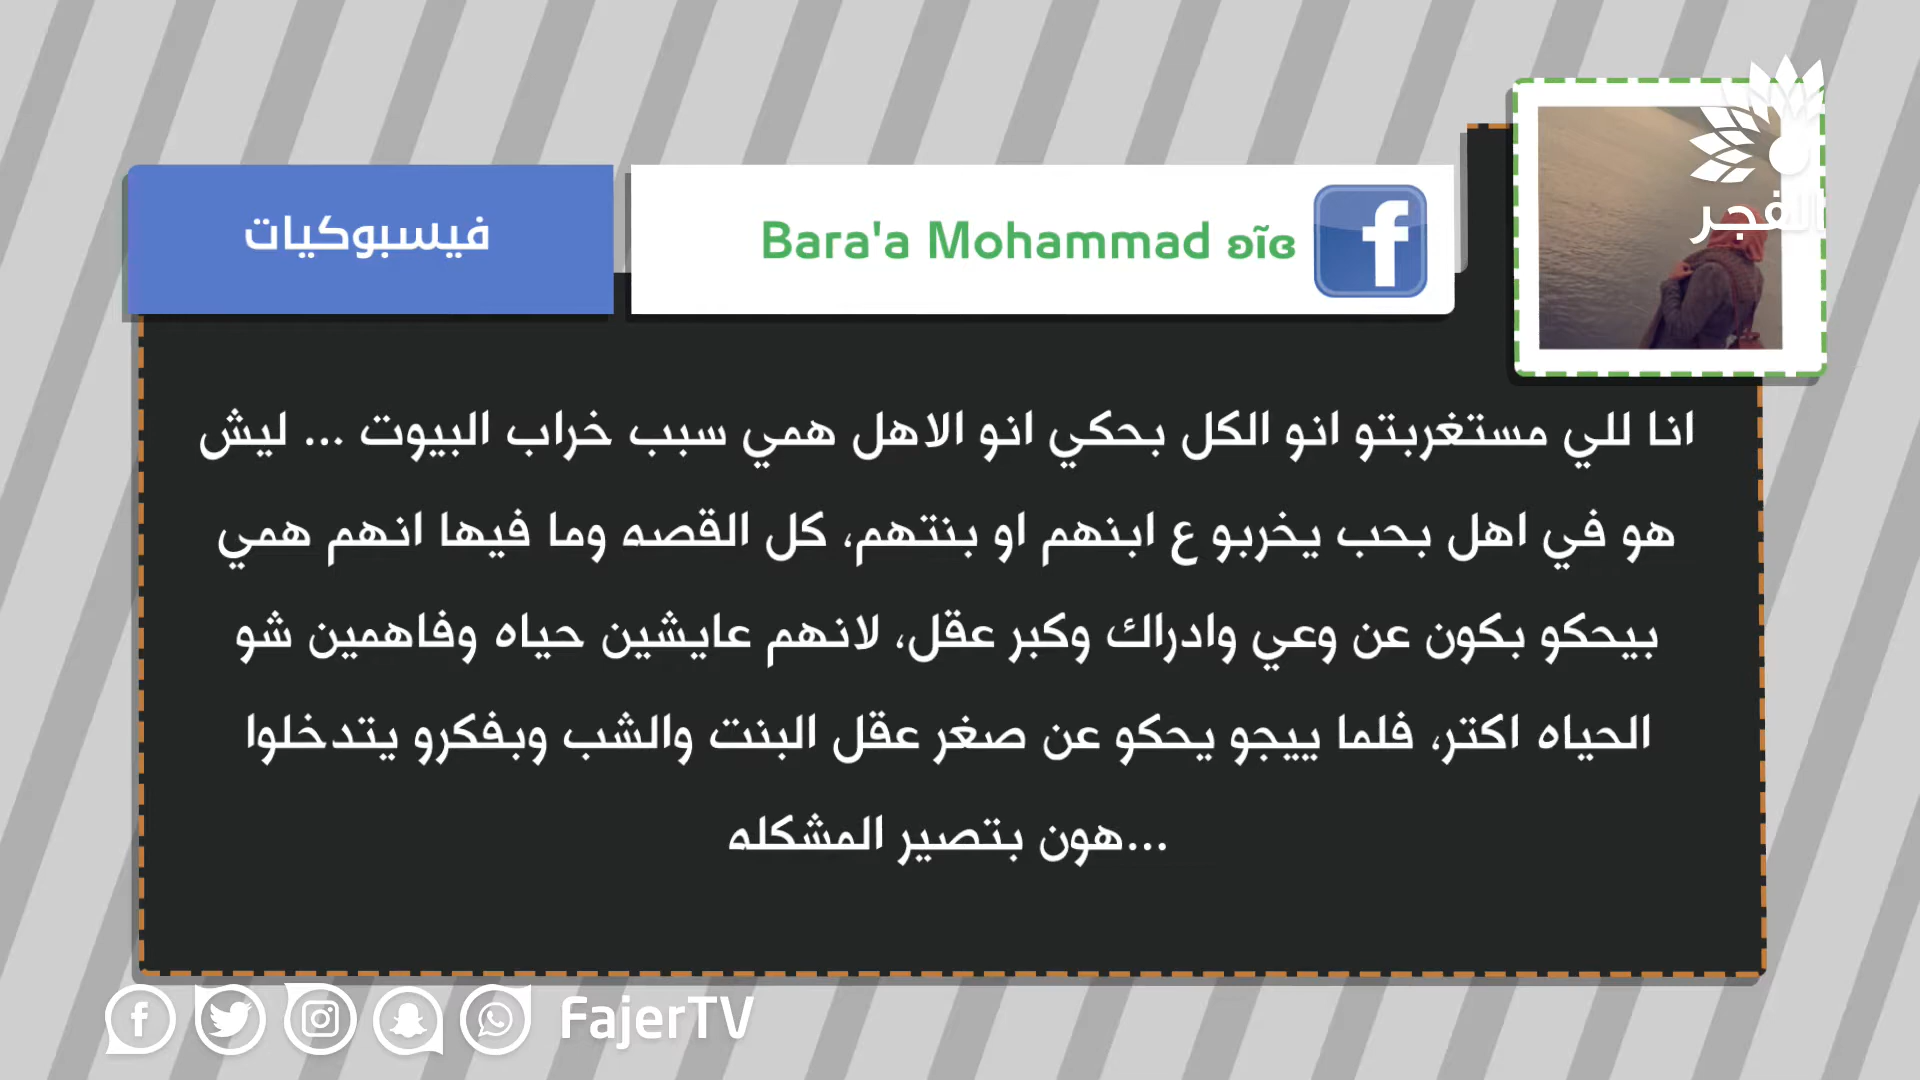 الفجر
فيسبوكيات
Bara'a Mohammad ʚĩɞ
انا للي مستغربتو انو الكل بحكي انو الاهل همي سبب خراب البيوت ... ليش
هو في اهل بحب يخربو ع ابنهم او بنتهم، كل القصه وما فيها انهم همي
بيحكو بكون عن وعي وادراك وكبر عقل، لانهم عايشين حياه وفاهمين شو
الحياه اكتر، فلما ييجو يحكو عن صغر عقل البنت والشب وبفكرو يتدخلوا
...هون بتصير المشكله
FajerTV